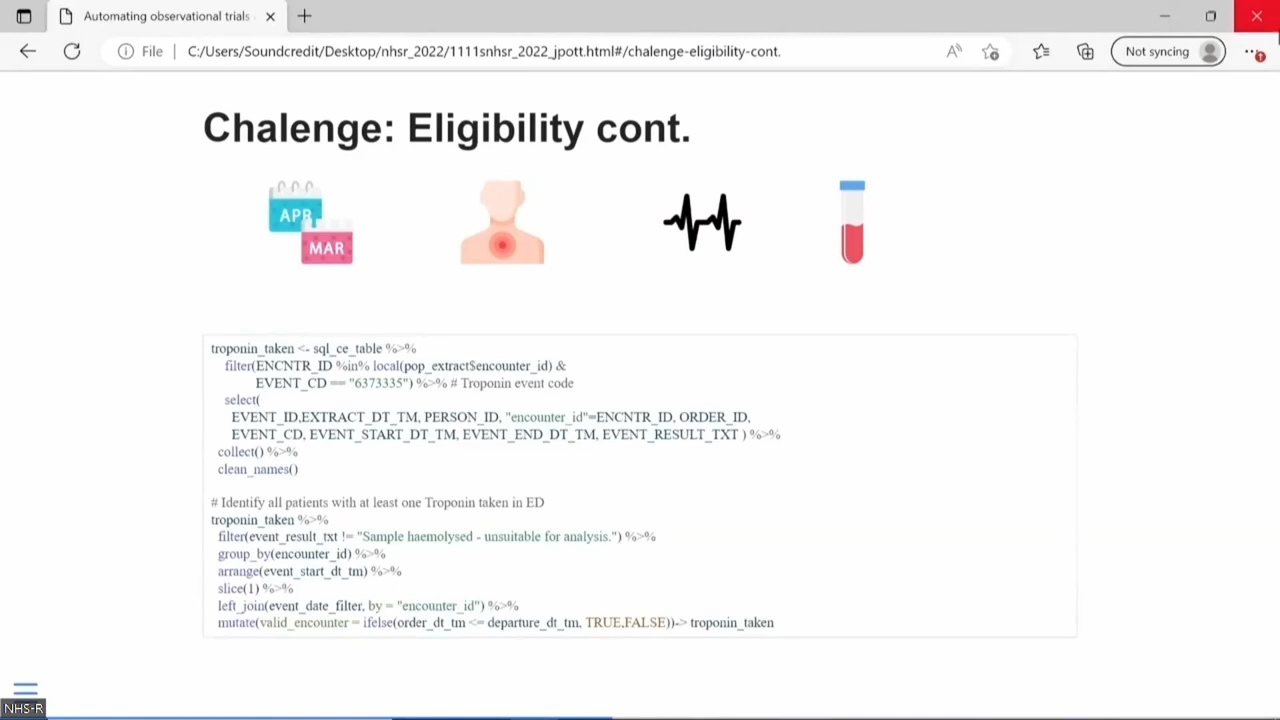 Automating observational trials
Not syncing
File
C:/Users/Soundcredit/Desktop/nhsr_2022/1111snhsr_2022_jpott.html#/chalenge-eligibility-cont.
Chalenge: Eligibility cont.
APR
MAR
troponin_taken <- sql_ce_table %>%
filter(ENCNTR_ID %in% local(pop_extract$encounter_id) &
EVENT_CD == "6373335") %>% # Troponin event code
select(
EVENT_ID,EXTRACT_DT_TM, PERSON_ID, "encounter_id"=ENCNTR_ID, ORDER_ID,
EVENT_CD, EVENT_START_DT_TM, EVENT_END_DT_TM, EVENT_RESULT_TXT ) %>%
collect() %>%
clean_names()
# Identify all patients with at least one Troponin taken in ED
troponin_taken %>%
filter(event_result_txt != "Sample haemolysed - unsuitable for analysis.") %>%
group_by(encounter_id) %>%
arrange(event_start_dt_tm) %>%
slice(1) %>%
left_join(event_date_filter, by = "encounter_id") %>%
mutate(valid_encounter = ifelse(order_dt_tm <= departure_dt_tm, TRUE,FALSE))-> troponin_taken
NHS-R